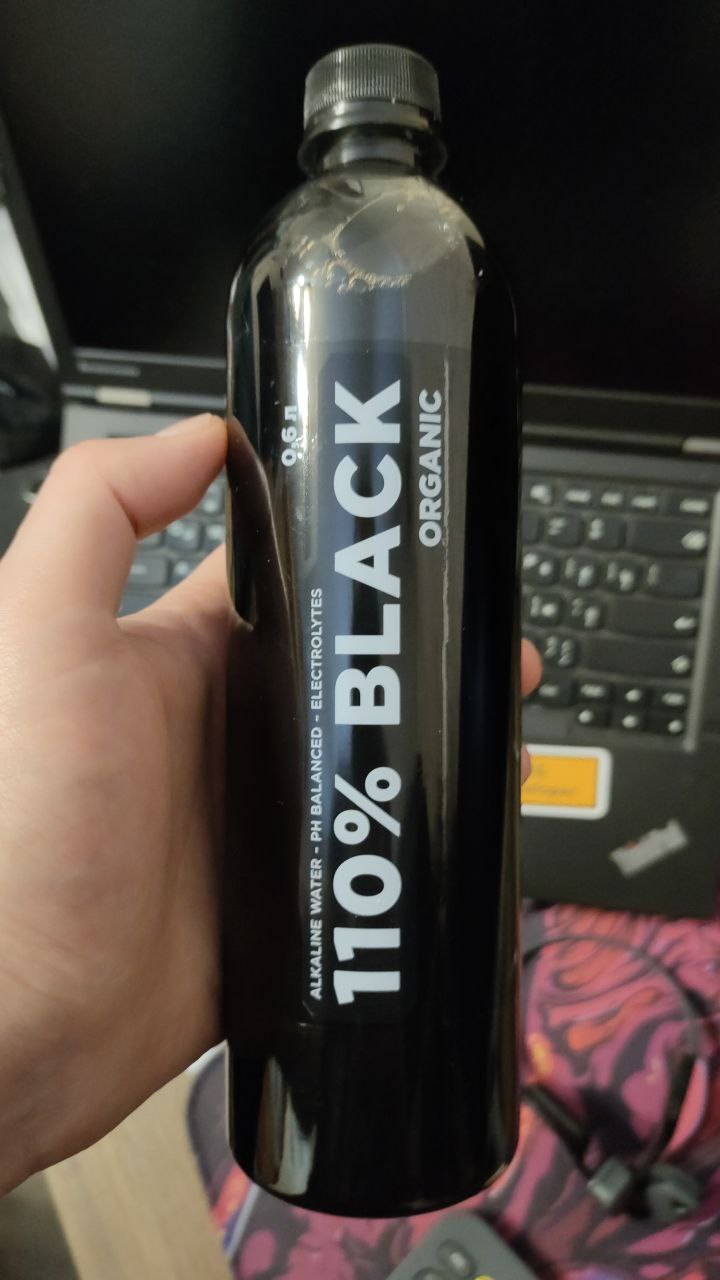 0,6 л
ALKALINE WATER - PH BALANCED - ELECTROLYTES
110% BLACK
ORGANIC